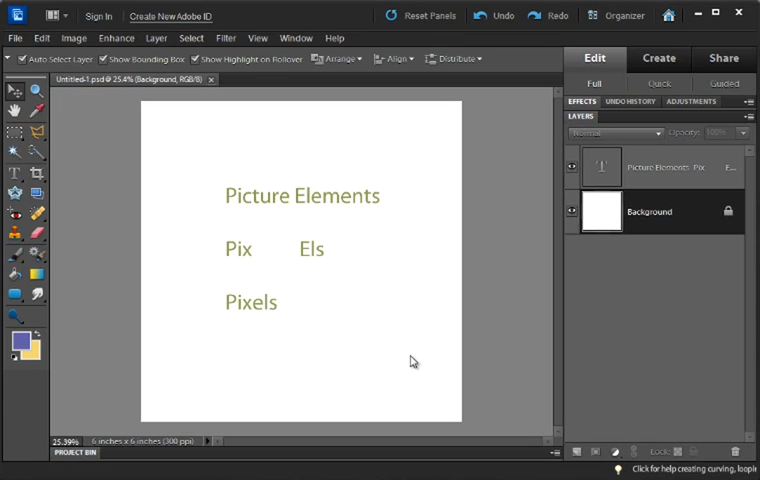 Sign In
Create New Adobe ID
Reset Panels
Undo
Redo
Organizer
File Edit Image Enhance Layer Select Filter View Window Help
Edit
Create
Share
Auto Select Layer
Show Bounding Box
Show Highlight on Rollover
Arrange
Align
Distribute
Full
Quick
Guided
Untitled-1.psd @ 25.4% (Background, RGB/8)
EFFECTS
UNDO HISTORY
ADJUSTMENTS
LAYERS
Normal
Opacity: 100%
T
Picture Elements Pix E...
Background
Picture Elements
Pix Els
Pixels
25.39%
6 inches x 6 inches (300 ppi)
Lock:
PROJECT BIN
Click for help creating curving, loopin